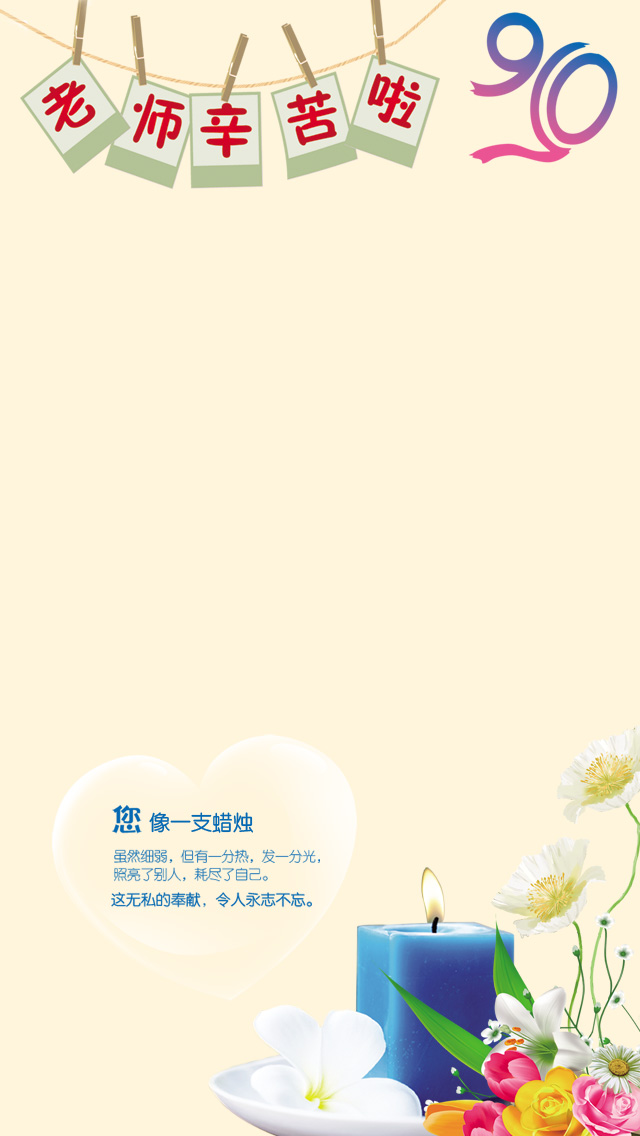 老师辛苦啦
910
您 像一支蜡烛
虽然细弱，但有一分热，发一分光，
照亮了别人，耗尽了自己。
这无私的奉献，令人永志不忘。